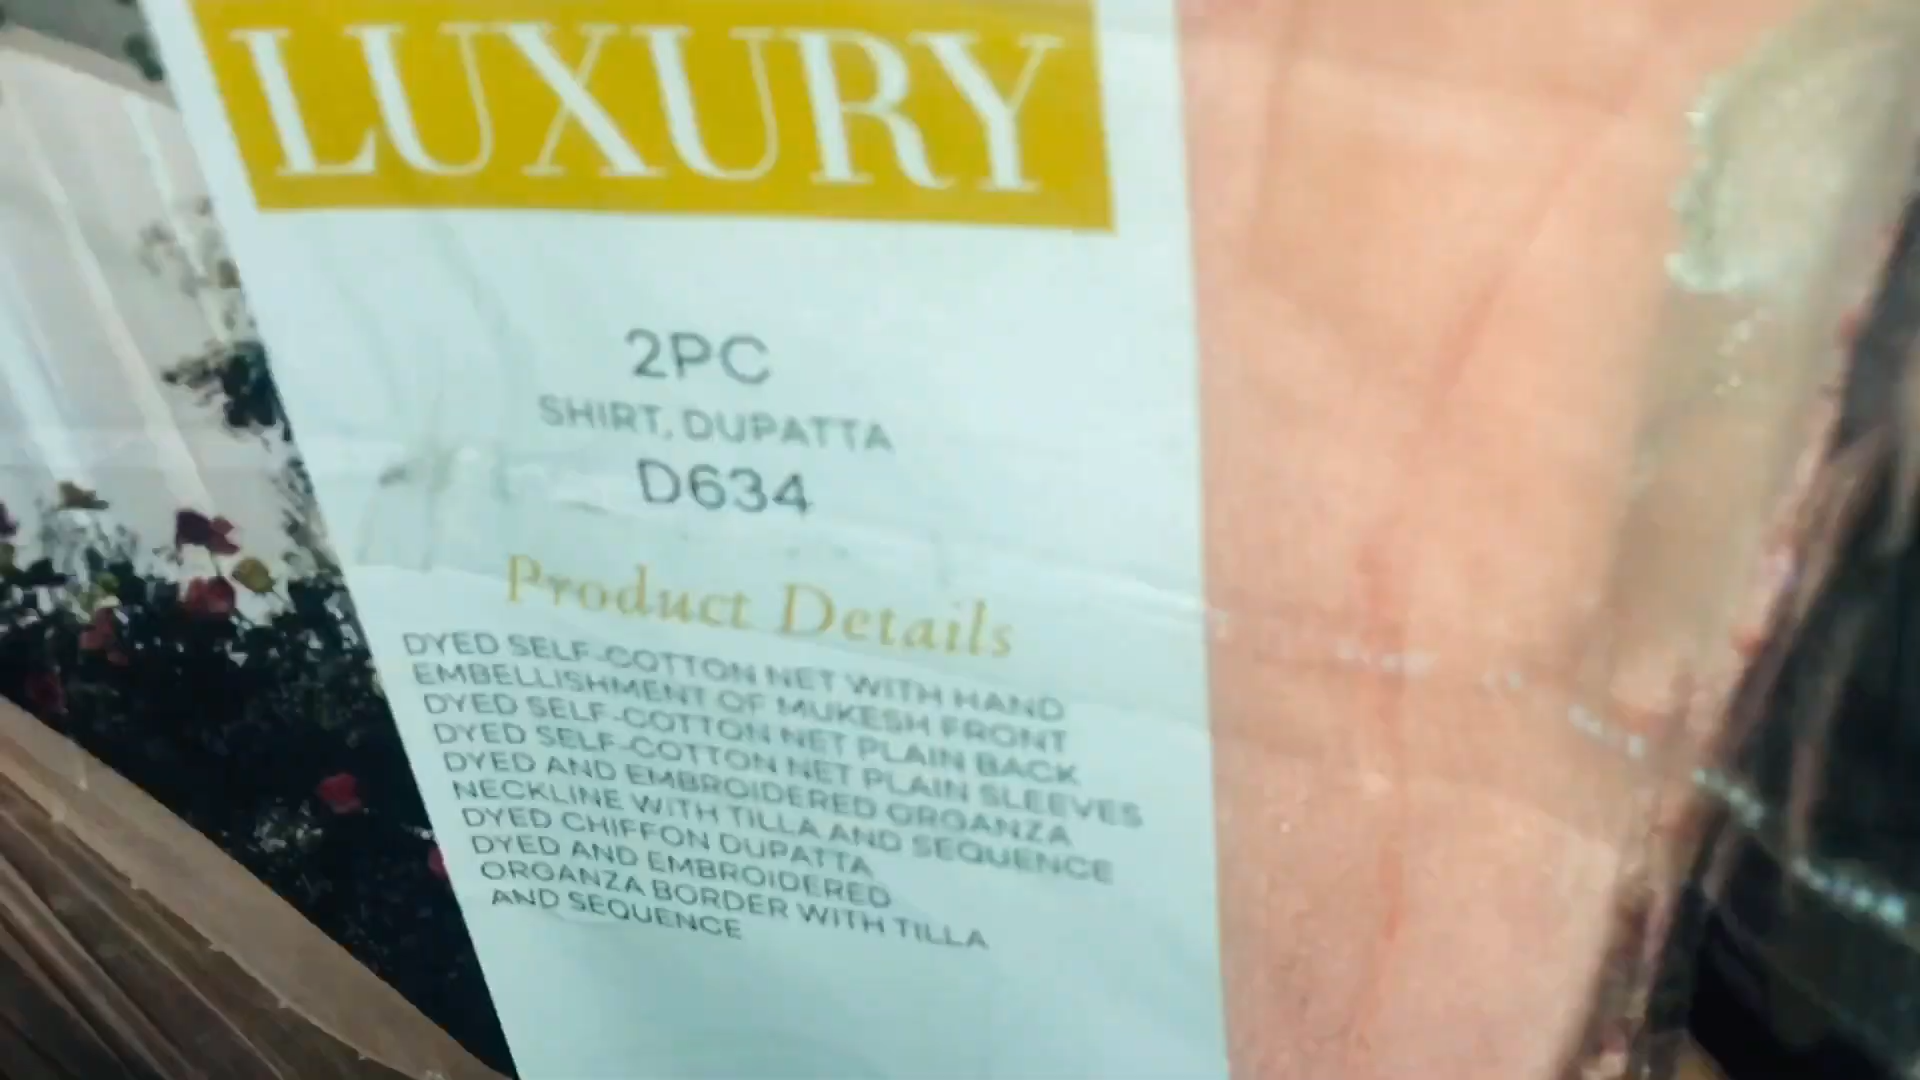 LUXURY
2PC
SHIRT, DUPATTA
D634
Product Details
DYED SELF-COTTON NET WITH HAND
EMBELLISHMENT OF MUKESH FRONT
DYED SELF-COTTON NET PLAIN BACK
DYED SELF-COTTON NET PLAIN SLEEVES
DYED AND EMBROIDERED ORGANZA
NECKLINE WITH TILLA AND SEQUENCE
DYED CHIFFON DUPATTA
DYED AND EMBROIDERED
ORGANZA BORDER WITH TILLA
AND SEQUENCE